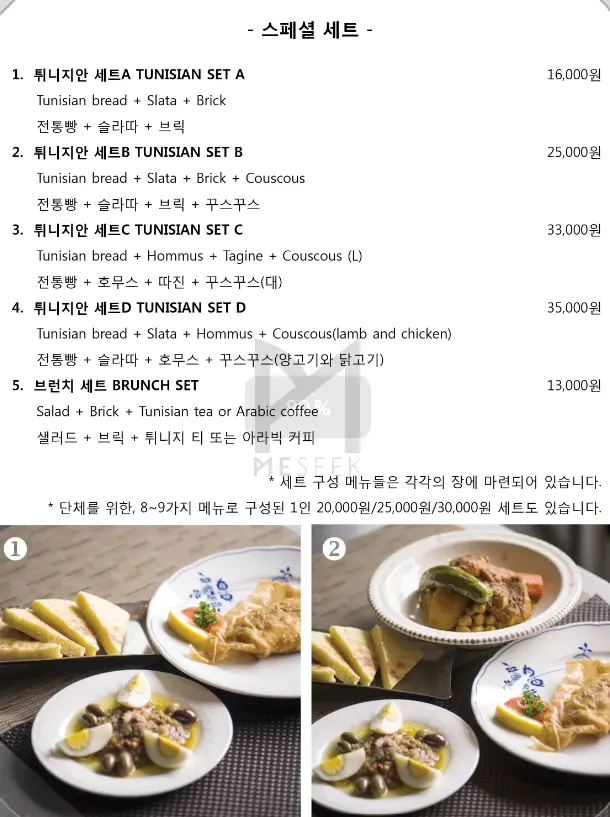 - 스페셜 세트 -
1. 튀니지안 세트A TUNISIAN SET A 16,000원
Tunisian bread + Slata + Brick
전통빵 + 슬라따 + 브릭
2. 튀니지안 세트B TUNISIAN SET B 25,000원
Tunisian bread + Slata + Brick + Couscous
전통빵 + 슬라따 + 브릭 + 꾸스꾸스
3. 튀니지안 세트C TUNISIAN SET C 33,000원
Tunisian bread + Hommus + Tagine + Couscous (L)
전통빵 + 호무스 + 따진 + 꾸스꾸스(대)
4. 튀니지안 세트D TUNISIAN SET D 35,000원
Tunisian bread + Slata + Hommus + Couscous(lamb and chicken)
전통빵 + 슬라따 + 호무스 + 꾸스꾸스(양고기와 닭고기)
5. 브런치 세트 BRUNCH SET 13,000원
Salad + Brick + Tunisian tea or Arabic coffee
샐러드 + 브릭 + 튀니지 티 또는 아라빅 커피
MESEEK
* 세트 구성 메뉴들은 각각의 장에 마련되어 있습니다.
* 단체를 위한, 8~9가지 메뉴로 구성된 1인 20,000원/25,000원/30,000원 세트도 있습니다.
1
2